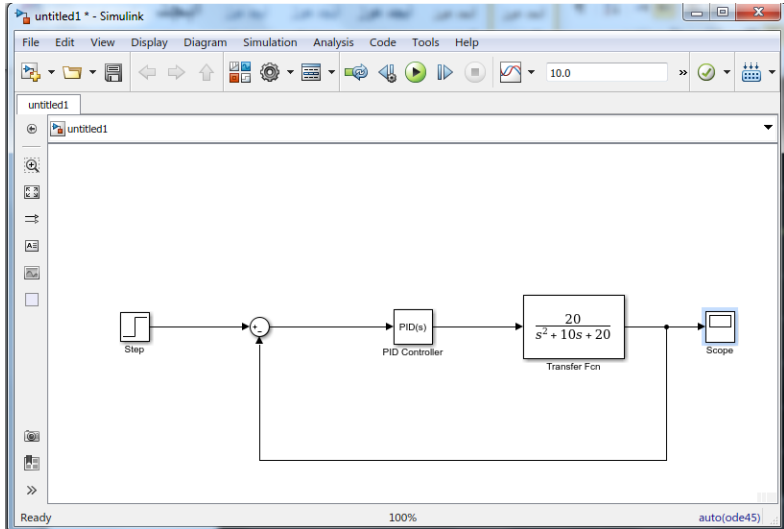 untitled1 * - Simulink
File Edit View Display Diagram Simulation Analysis Code Tools Help
10.0
untitled1
untitled1
Step
+
-
PID(s)
PID Controller
20
s² + 10s + 20
Transfer Fcn
Scope
Ready 100% auto(ode45)